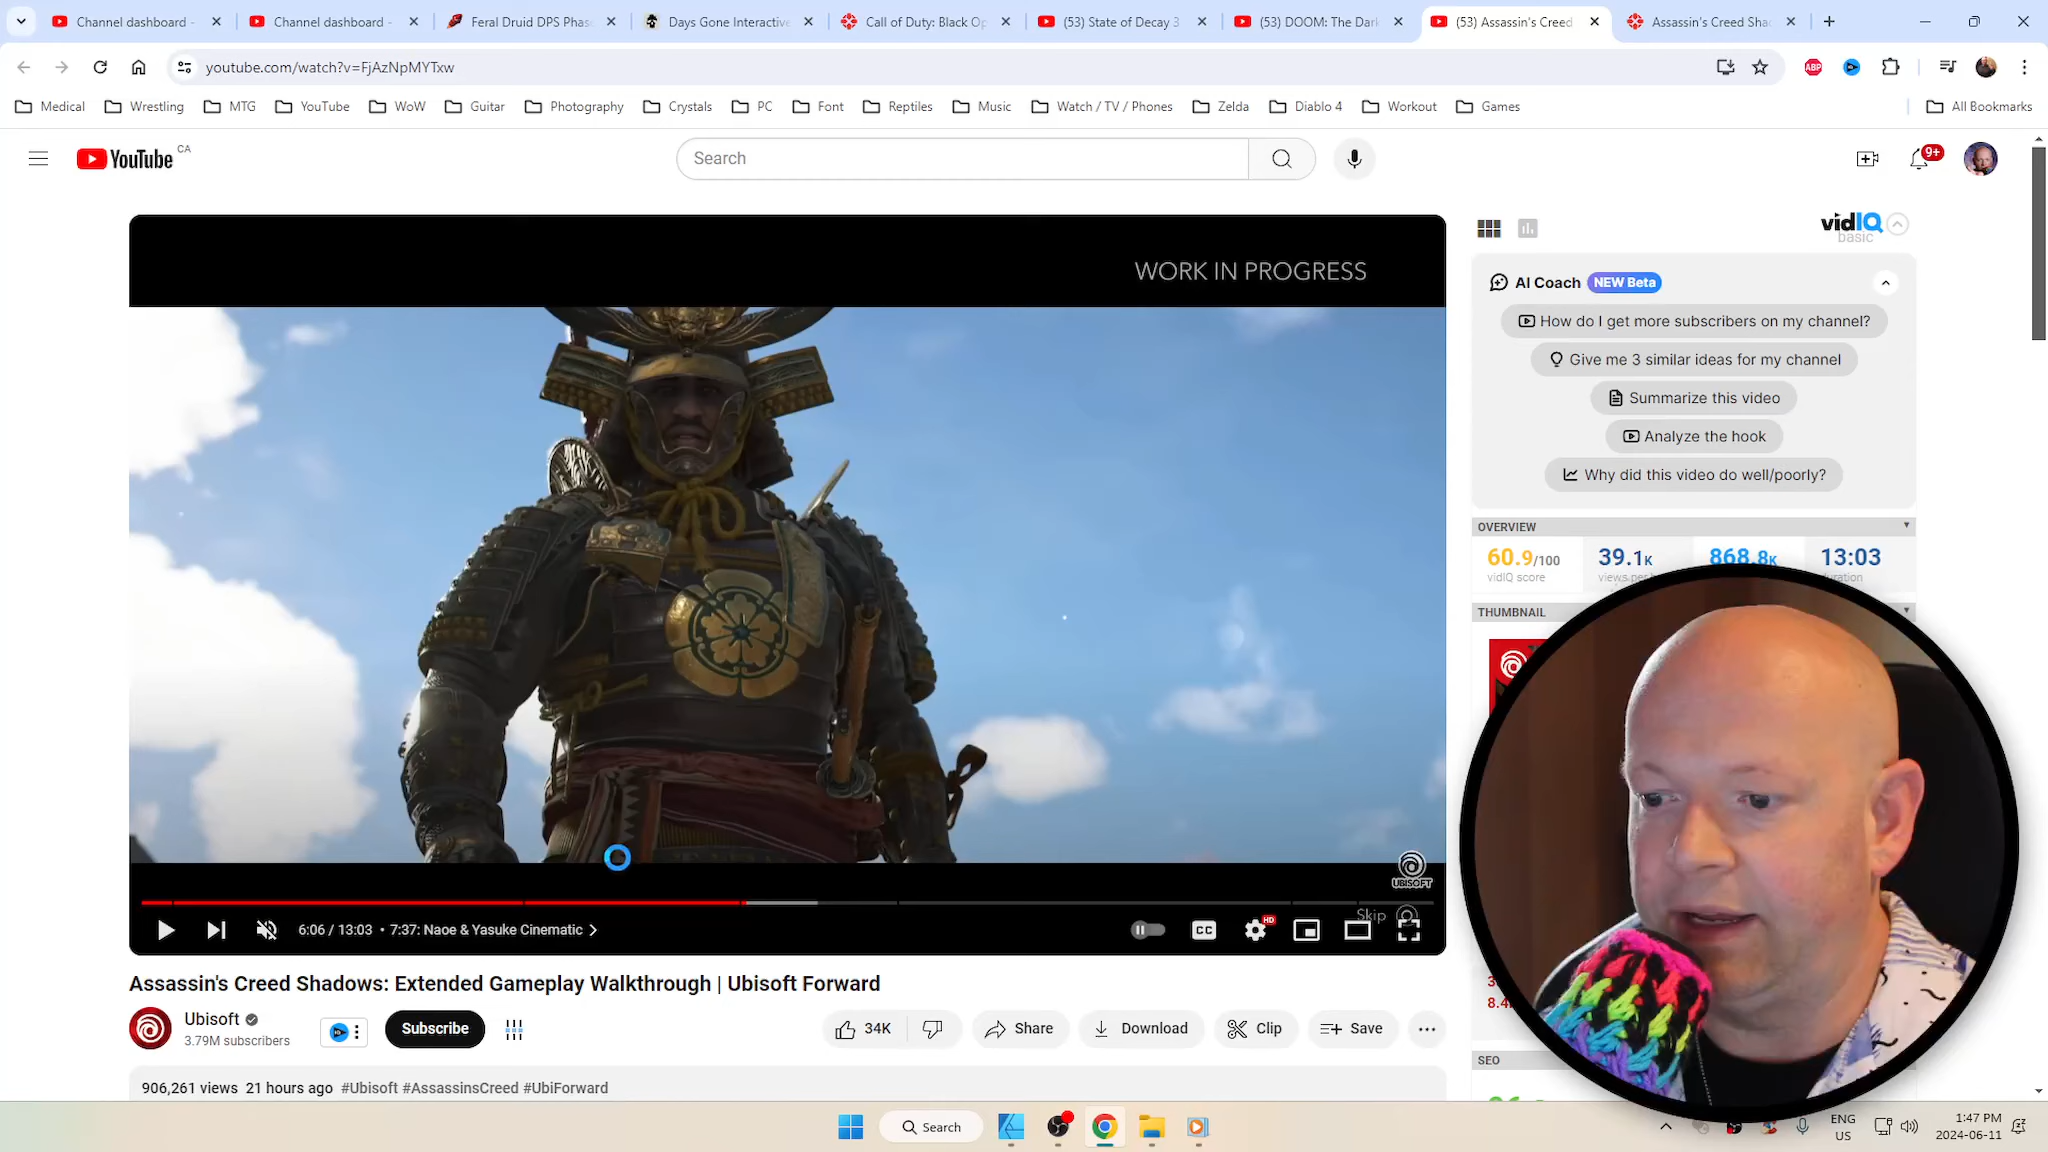 Channel dashboard -
Channel dashboard -
Feral Druid DPS Phas
Days Gone Interactive
Call of Duty: Black Op
(53) State of Decay 3
(53) DOOM: The Dark
(53) Assassin's Creed
Assassin's Creed Sha
youtube.com/watch?v=FjAzNpMYTxw
ABP
Medical
Wrestling
MTG
YouTube
WoW
Guitar
Photography
Crystals
PC
Font
Reptiles
Music
Watch / TV / Phones
Zelda
Diablo 4
Workout
Games
All Bookmarks
YouTube CA
Search
9+
WORK IN PROGRESS
UBISOFT
Skip
6:06 / 13:03 • 7:37: Naoe & Yasuke Cinematic
CC
HD
Assassin's Creed Shadows: Extended Gameplay Walkthrough | Ubisoft Forward
Ubisoft
3.79M subscribers
Subscribe
34K
Share
Download
Clip
Save
906,261 views 21 hours ago #Ubisoft #AssassinsCreed #UbiForward
vidIQ
basic
AI Coach NEW Beta
How do I get more subscribers on my channel?
Give me 3 similar ideas for my channel
Summarize this video
Analyze the hook
Why did this video do well/poorly?
OVERVIEW
60.9/100 39.1K 868.8K 13:03
vidIQ score
THUMBNAIL
SEO
Search
ENG
US
1:47 PM
2024-06-11